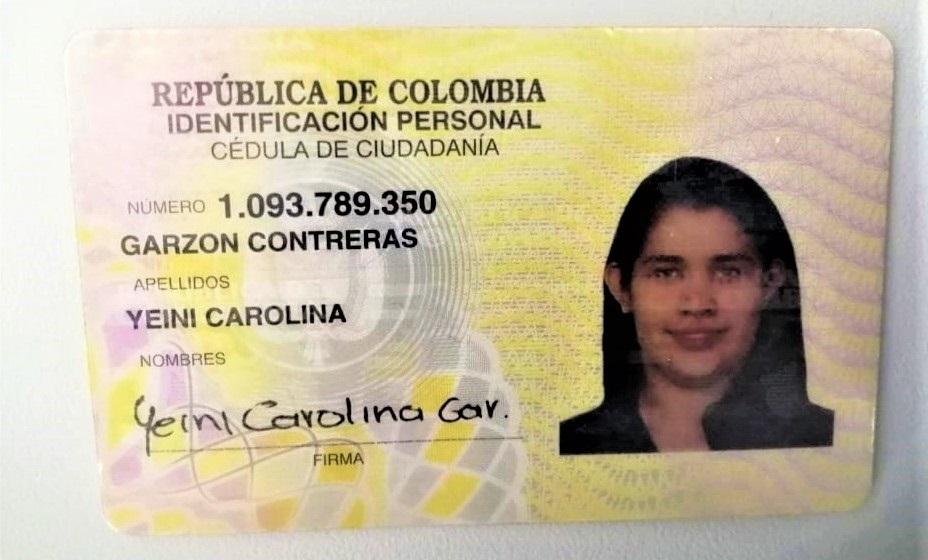 REPÚBLICA DE COLOMBIA
IDENTIFICACIÓN PERSONAL
CÉDULA DE CIUDADANÍA
NÚMERO 1.093.789.350
GARZON CONTRERAS
APELLIDOS
YEINI CAROLINA
NOMBRES
Yeini Carolina Gar.
FIRMA